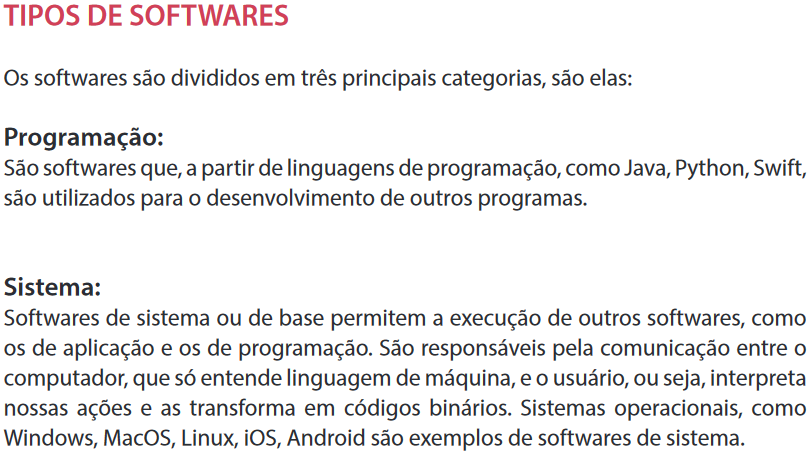 TIPOS DE SOFTWARES
Os softwares são divididos em três principais categorias, são elas:
Programação:
São softwares que, a partir de linguagens de programação, como Java, Python, Swift,
são utilizados para o desenvolvimento de outros programas.
Sistema:
Softwares de sistema ou de base permitem a execução de outros softwares, como
os de aplicação e os de programação. São responsáveis pela comunicação entre o
computador, que só entende linguagem de máquina, e o usuário, ou seja, interpreta
nossas ações e as transforma em códigos binários. Sistemas operacionais, como
Windows, MacOS, Linux, iOS, Android são exemplos de softwares de sistema.